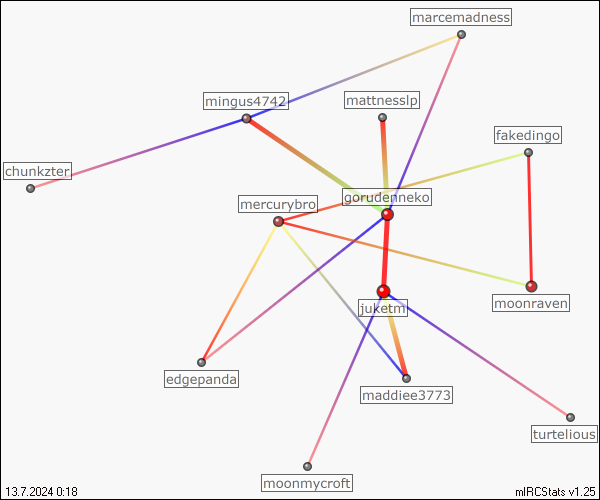 marcemadness
mingus4742
mattnesslp
fakedingo
chunkzter
gorudenneko
mercurybro
moonraven
juketm
edgepanda
maddiee3773
turtelious
moonmycroft
13.7.2024 0:18
mIRCStats v1.25